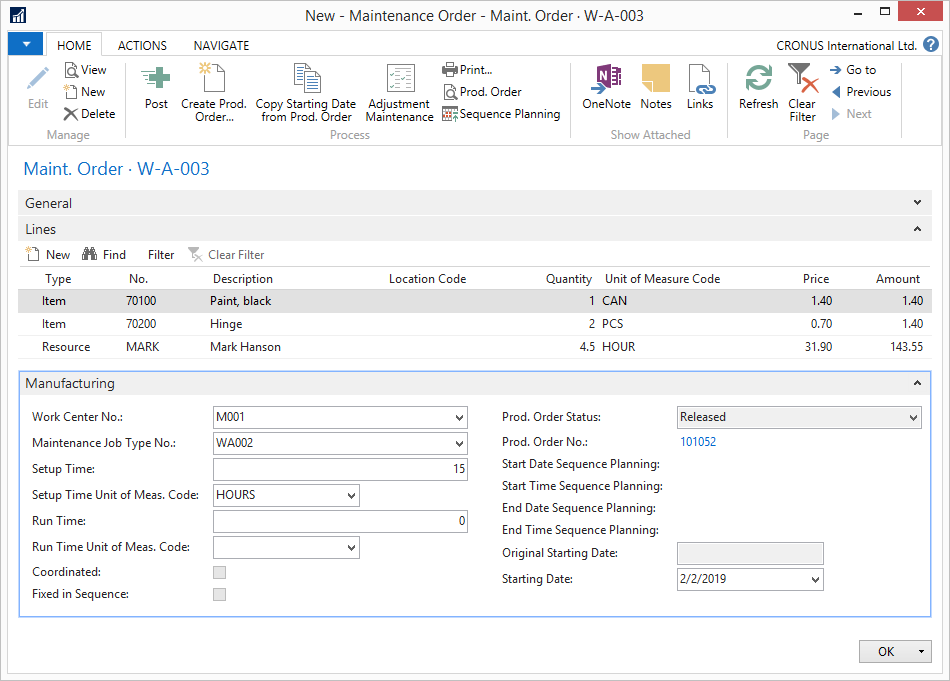 New - Maintenance Order - Maint. Order · W-A-003
HOME ACTIONS NAVIGATE CRONUS International Ltd.
Edit
View
New
Delete
Manage
Post
Create Prod. Order...
Copy Starting Date from Prod. Order
Adjustment Maintenance
Print...
Prod. Order
Sequence Planning
Process
OneNote
Notes
Links
Show Attached
Refresh
Clear Filter
Go to
Previous
Next
Page
Maint. Order · W-A-003
General
Lines
New Find Filter Clear Filter
Type No. Description Location Code Quantity Unit of Measure Code Price Amount
Item 70100 Paint, black 1 CAN 1.40 1.40
Item 70200 Hinge 2 PCS 0.70 1.40
Resource MARK Mark Hanson 4.5 HOUR 31.90 143.55
Manufacturing
Work Center No.: M001
Maintenance Job Type No.: WA002
Setup Time: 15
Setup Time Unit of Meas. Code: HOURS
Run Time: 0
Run Time Unit of Meas. Code:
Coordinated:
Fixed in Sequence:
Prod. Order Status: Released
Prod. Order No.: 101052
Start Date Sequence Planning:
Start Time Sequence Planning:
End Date Sequence Planning:
End Time Sequence Planning:
Original Starting Date:
Starting Date: 2/2/2019
OK